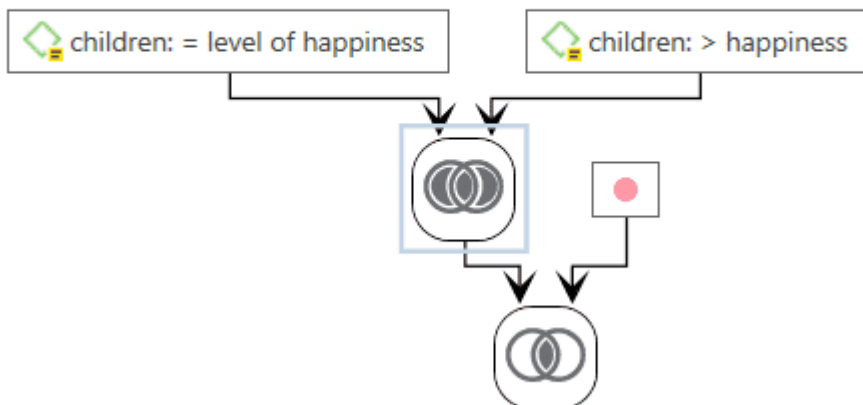 children: = level of happiness
children: > happiness